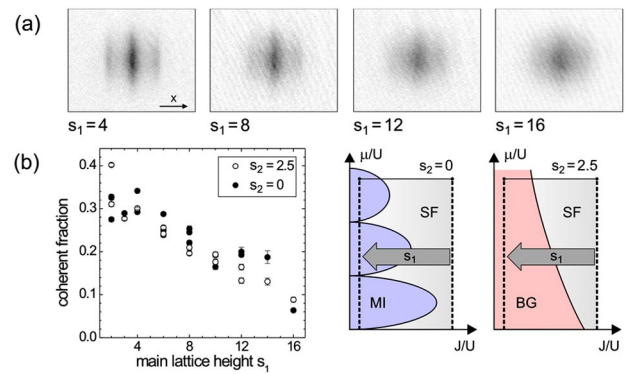 (a)
x
s₁=4
s₁=8
s₁=12
s₁=16
(b)
coherent fraction
0.4
0.3
0.2
0.1
0.0
s₂=2.5
s₂=0
4
8
12
16
main lattice height s₁
μ/U
s₂=0
SF
s₁
MI
J/U
μ/U
s₂=2.5
SF
s₁
BG
J/U